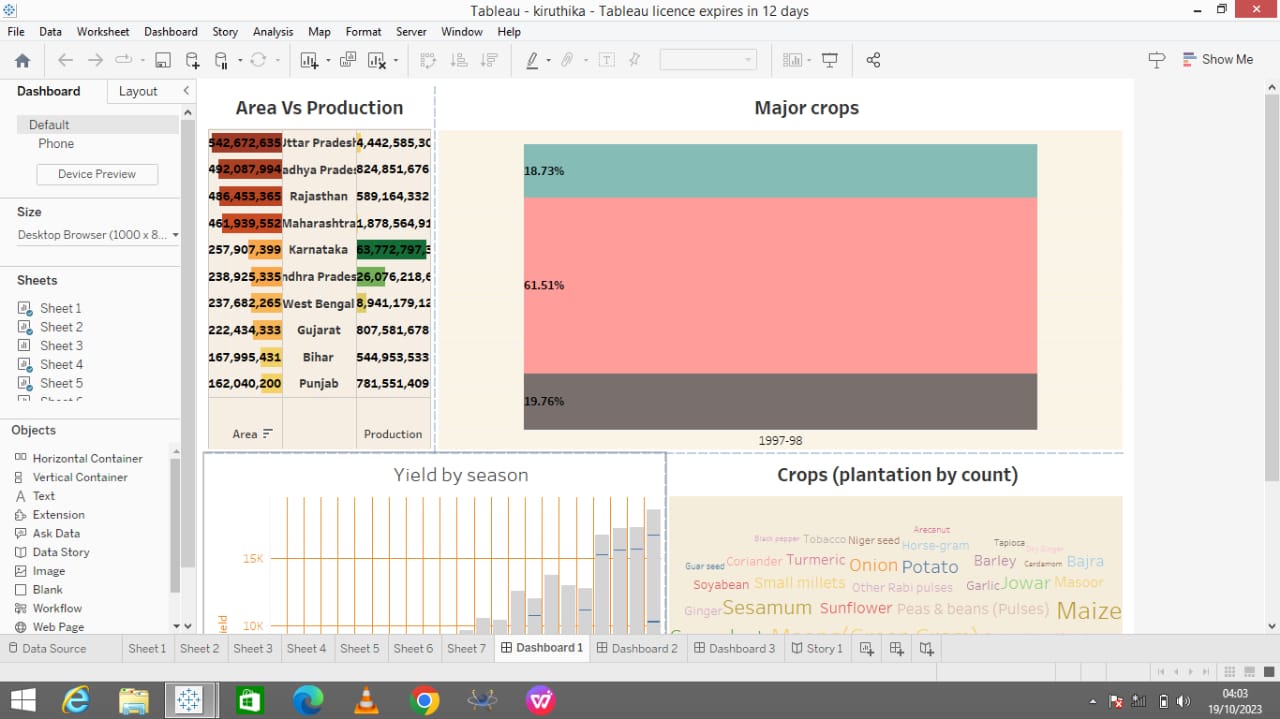 Tableau - kiruthika - Tableau licence expires in 12 days
File Data Worksheet Dashboard Story Analysis Map Format Server Window Help
Show Me
Dashboard Layout
Default
Phone
Device Preview
Size
Desktop Browser (1000 x 8...
Sheets
Sheet 1
Sheet 2
Sheet 3
Sheet 4
Sheet 5
Objects
Horizontal Container
Vertical Container
A Text
Extension
Ask Data
Data Story
Image
Blank
Workflow
Web Page
Area Vs Production
542,672,635 Uttar Pradesh 4,442,585,30
492,087,994 adhya Prades 824,851,676
486,453,365 Rajasthan 589,164,332
461,939,552 Maharashtra 1,878,564,91
257,907,399 Karnataka 63,772,797,3
238,925,335 ndhra Prades 26,076,218,6
237,682,265 West Bengal 8,941,179,12
222,434,333 Gujarat 807,581,678
167,995,431 Bihar 544,953,533
162,040,200 Punjab 781,551,409
Area Production
Major crops
18.73%
61.51%
19.76%
1997-98
Yield by season
15K
10K
ield
Crops (plantation by count)
Arecanut
Black pepper Tobacco Niger seed Horse-gram Tapioca Dry Ginger
Guar seed Coriander Turmeric Onion Potato Barley Cardamom Bajra
Soyabean Small millets Other Rabi pulses Garlic Jowar Masoor
Ginger Sesamum Sunflower Peas & beans (Pulses) Maize
Moong(Green Gram)
Data Source Sheet 1 Sheet 2 Sheet 3 Sheet 4 Sheet 5 Sheet 6 Sheet 7 Dashboard 1 Dashboard 2 Dashboard 3 Story 1
04:03
19/10/2023